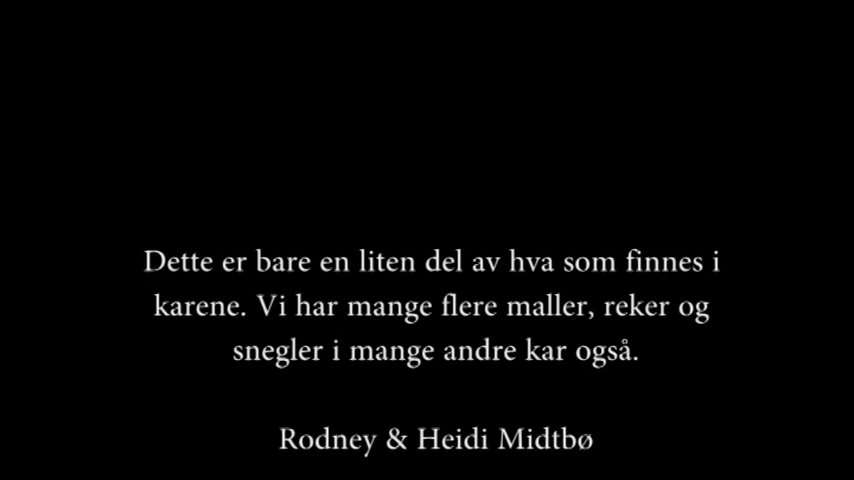 Dette er bare en liten del av hva som finnes i
karene. Vi har mange flere maller, reker og
snegler i mange andre kar også.
Rodney & Heidi Midtbø